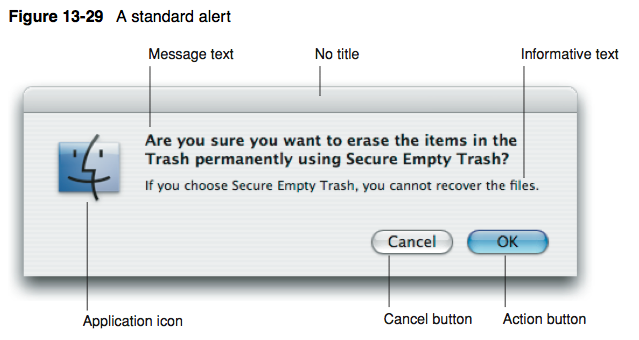 Figure 13-29 A standard alert
Message text
No title
Informative text
Are you sure you want to erase the items in the
Trash permanently using Secure Empty Trash?
If you choose Secure Empty Trash, you cannot recover the files.
Cancel
OK
Application icon
Cancel button
Action button